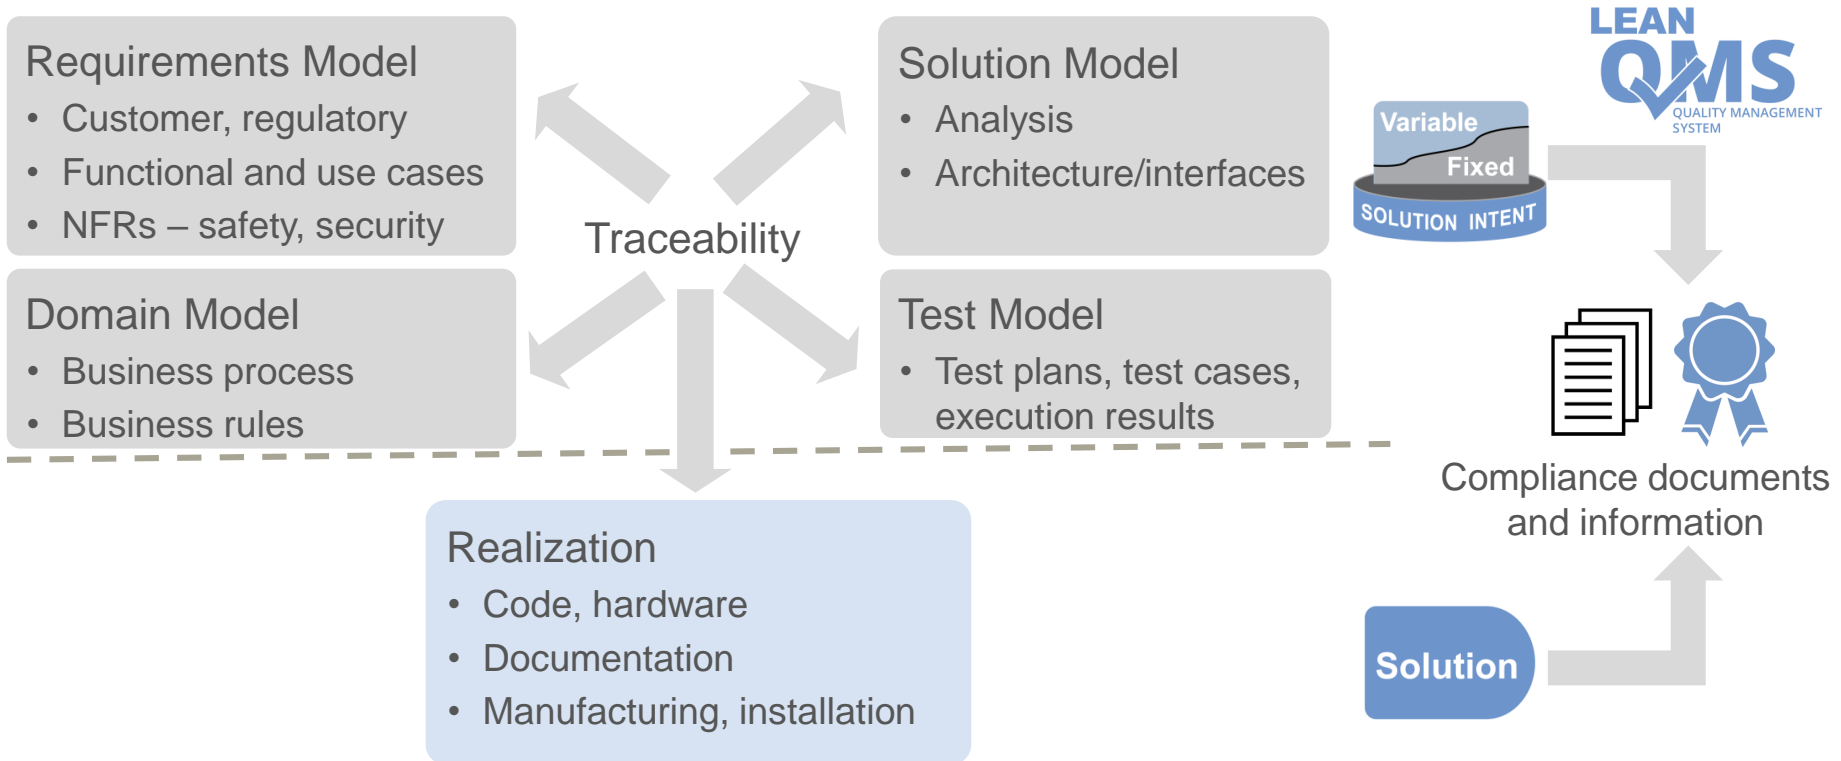 Requirements Model
• Customer, regulatory
• Functional and use cases
• NFRs – safety, security
Domain Model
• Business process
• Business rules
Traceability
Solution Model
• Analysis
• Architecture/interfaces
Test Model
• Test plans, test cases,
execution results
Realization
• Code, hardware
• Documentation
• Manufacturing, installation
LEAN
QMS
QUALITY MANAGEMENT
SYSTEM
Variable
Fixed
SOLUTION INTENT
Compliance documents
and information
Solution